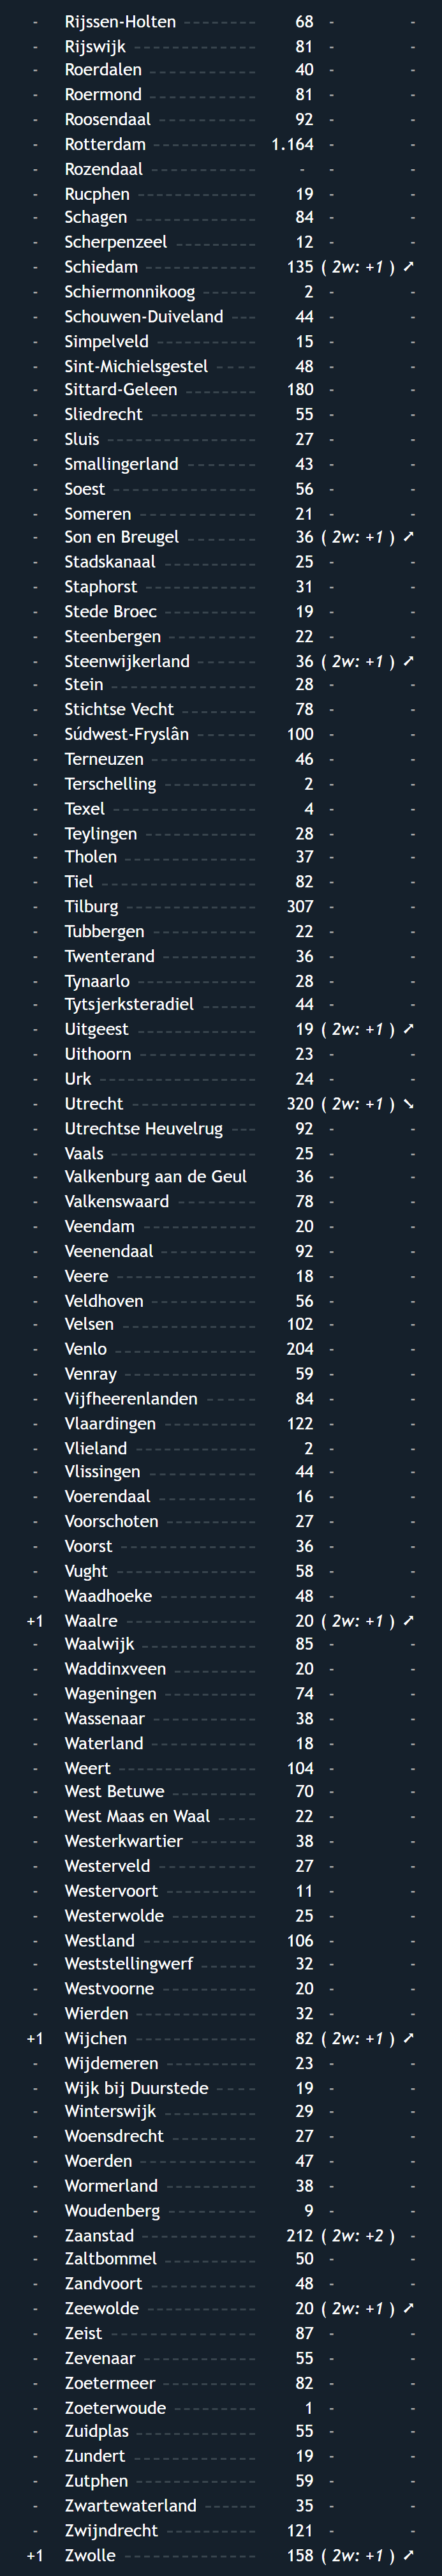 - Rijssen-Holten -------- 68 - -
- Rijswijk ------------- 81 - -
- Roerdalen ----------- 40 - -
- Roermond ----------- 81 - -
- Roosendaal ---------- 92 - -
- Rotterdam ----------- 1.164 - -
- Rozendaal ----------- - - -
- Rucphen ------------ 19 - -
- Schagen ------------- 84 - -
- Scherpenzeel -------- 12 - -
- Schiedam ------------ 135 ( 2w: +1 ) ➚
- Schiermonnikoog ------ 2 - -
- Schouwen-Duiveland --- 44 - -
- Simpelveld ---------- 15 - -
- Sint-Michielsgestel ---- 48 - -
- Sittard-Geleen ------- 180 - -
- Sliedrecht ----------- 55 - -
- Sluis ---------------- 27 - -
- Smallingerland ------- 43 - -
- Soest --------------- 56 - -
- Someren ------------ 21 - -
- Son en Breugel ------- 36 ( 2w: +1 ) ➚
- Stadskanaal ---------- 25 - -
- Staphorst ------------ 31 - -
- Stede Broec ---------- 19 - -
- Steenbergen --------- 22 - -
- Steenwijkerland ------ 36 ( 2w: +1 ) ➚
- Stein --------------- 28 - -
- Stichtse Vecht -------- 78 - -
- Súdwest-Fryslân ------ 100 - -
- Terneuzen ----------- 46 - -
- Terschelling ---------- 2 - -
- Texel --------------- 4 - -
- Teylingen ------------ 28 - -
- Tholen -------------- 37 - -
- Tiel ----------------- 82 - -
- Tilburg -------------- 307 - -
- Tubbergen ----------- 22 - -
- Twenterand ---------- 36 - -
- Tynaarlo ------------ 28 - -
- Tytsjerksteradiel ----- 44 - -
- Uitgeest ------------- 19 ( 2w: +1 ) ➚
- Uithoorn ------------ 23 - -
- Urk ----------------- 24 - -
- Utrecht ------------- 320 ( 2w: +1 ) ➘
- Utrechtse Heuvelrug --- 92 - -
- Vaals --------------- 25 - -
- Valkenburg aan de Geul 36 - -
- Valkenswaard -------- 78 - -
- Veendam ------------ 20 - -
- Veenendaal ---------- 92 - -
- Veere --------------- 18 - -
- Veldhoven ----------- 56 - -
- Velsen -------------- 102 - -
- Venlo --------------- 204 - -
- Venray -------------- 59 - -
- Vijfheerenlanden ----- 84 - -
- Vlaardingen ---------- 122 - -
- Vlieland ------------- 2 - -
- Vlissingen ----------- 44 - -
- Voerendaal ---------- 16 - -
- Voorschoten --------- 27 - -
- Voorst -------------- 36 - -
- Vught --------------- 58 - -
- Waadhoeke ---------- 48 - -
+1 Waalre -------------- 20 ( 2w: +1 ) ➚
- Waalwijk ------------ 85 - -
- Waddinxveen -------- 20 - -
- Wageningen ---------- 74 - -
- Wassenaar ----------- 38 - -
- Waterland ----------- 18 - -
- Weert --------------- 104 - -
- West Betuwe --------- 70 - -
- West Maas en Waal ---- 22 - -
- Westerkwartier ------- 38 - -
- Westerveld ---------- 27 - -
- Westervoort --------- 11 - -
- Westerwolde --------- 25 - -
- Westland ------------ 106 - -
- Weststellingwerf ------ 32 - -
- Westvoorne ---------- 20 - -
- Wierden ------------- 32 - -
+1 Wijchen ------------- 82 ( 2w: +1 ) ➚
- Wijdemeren ---------- 23 - -
- Wijk bij Duurstede ---- 19 - -
- Winterswijk ---------- 29 - -
- Woensdrecht --------- 27 - -
- Woerden ------------ 47 - -
- Wormerland ---------- 38 - -
- Woudenberg --------- 9 - -
- Zaanstad ------------ 212 ( 2w: +2 ) -
- Zaltbommel ---------- 50 - -
- Zandvoort ----------- 48 - -
- Zeewolde ----------- 20 ( 2w: +1 ) ➚
- Zeist --------------- 87 - -
- Zevenaar ------------ 55 - -
- Zoetermeer ---------- 82 - -
- Zoeterwoude --------- 1 - -
- Zuidplas ------------- 55 - -
- Zundert ------------- 19 - -
- Zutphen ------------- 59 - -
- Zwartewaterland ------ 35 - -
- Zwijndrecht ---------- 121 - -
+1 Zwolle -------------- 158 ( 2w: +1 ) ➚